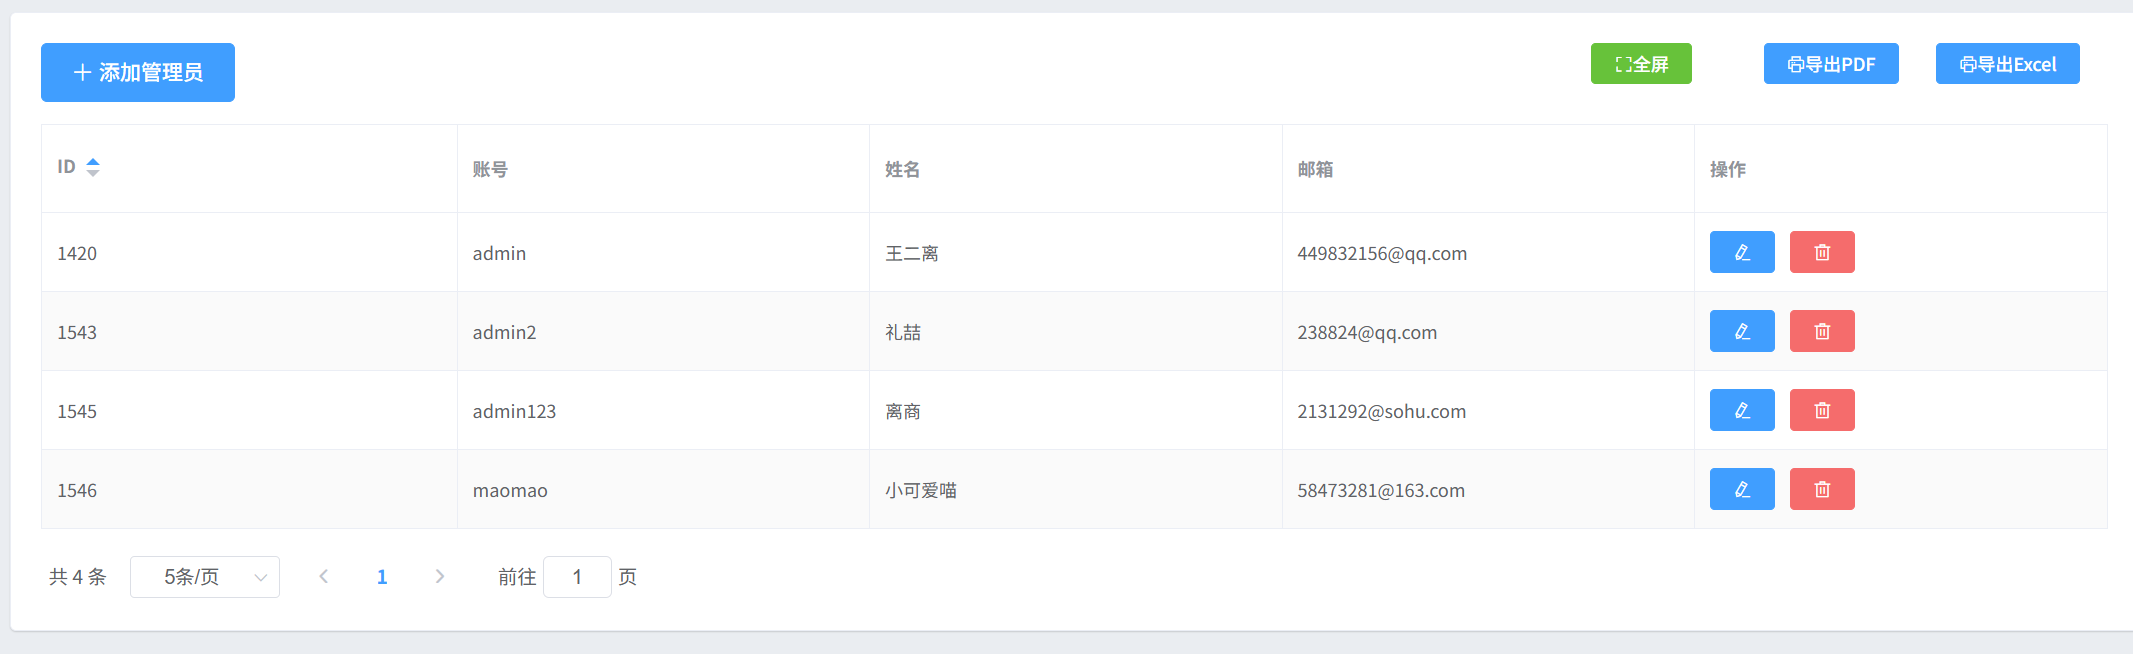 添加管理员 全屏 导出PDF 导出Excel
ID 账号 姓名 邮箱 操作
1420 admin 王二离 449832156@qq.com
1543 admin2 礼喆 238824@qq.com
1545 admin123 离商 2131292@sohu.com
1546 maomao 小可爱喵 58473281@163.com
共 4 条 5条/页 1 前往 1 页